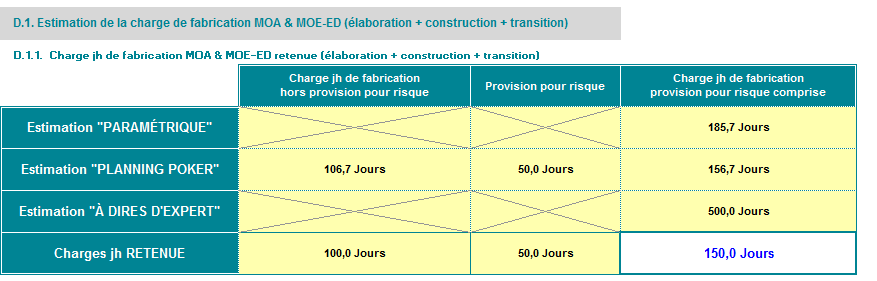 D.1. Estimation de la charge de fabrication MOA & MOE-ED (élaboration + construction + transition)
D.1.1. Charge jh de fabrication MOA & MOE-ED retenue (élaboration + construction + transition)
Charge jh de fabrication
hors provision pour risque
Provision pour risque
Charge jh de fabrication
provision pour risque comprise
Estimation "PARAMÉTRIQUE"
185,7 Jours
Estimation "PLANNING POKER"
106,7 Jours
50,0 Jours
156,7 Jours
Estimation "À DIRES D'EXPERT"
500,0 Jours
Charges jh RETENUE
100,0 Jours
50,0 Jours
150,0 Jours